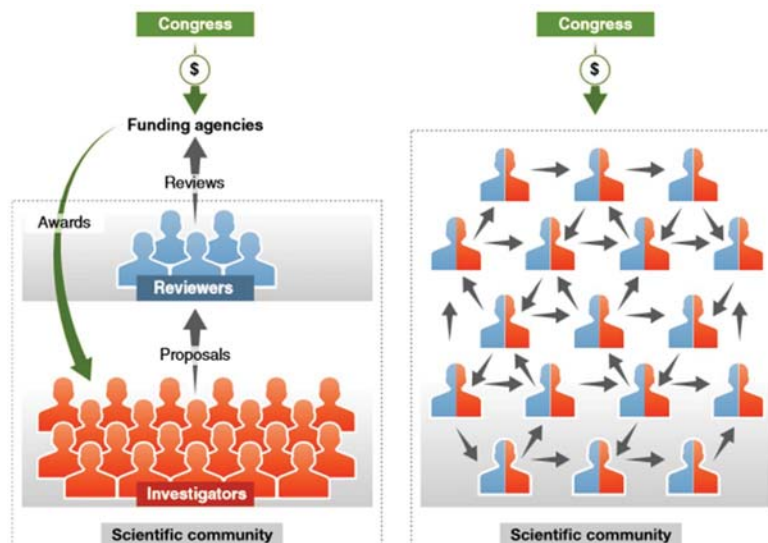 Congress
$
Funding agencies
Reviews
Awards
Reviewers
Proposals
Investigators
Scientific community
Congress
$
Scientific community